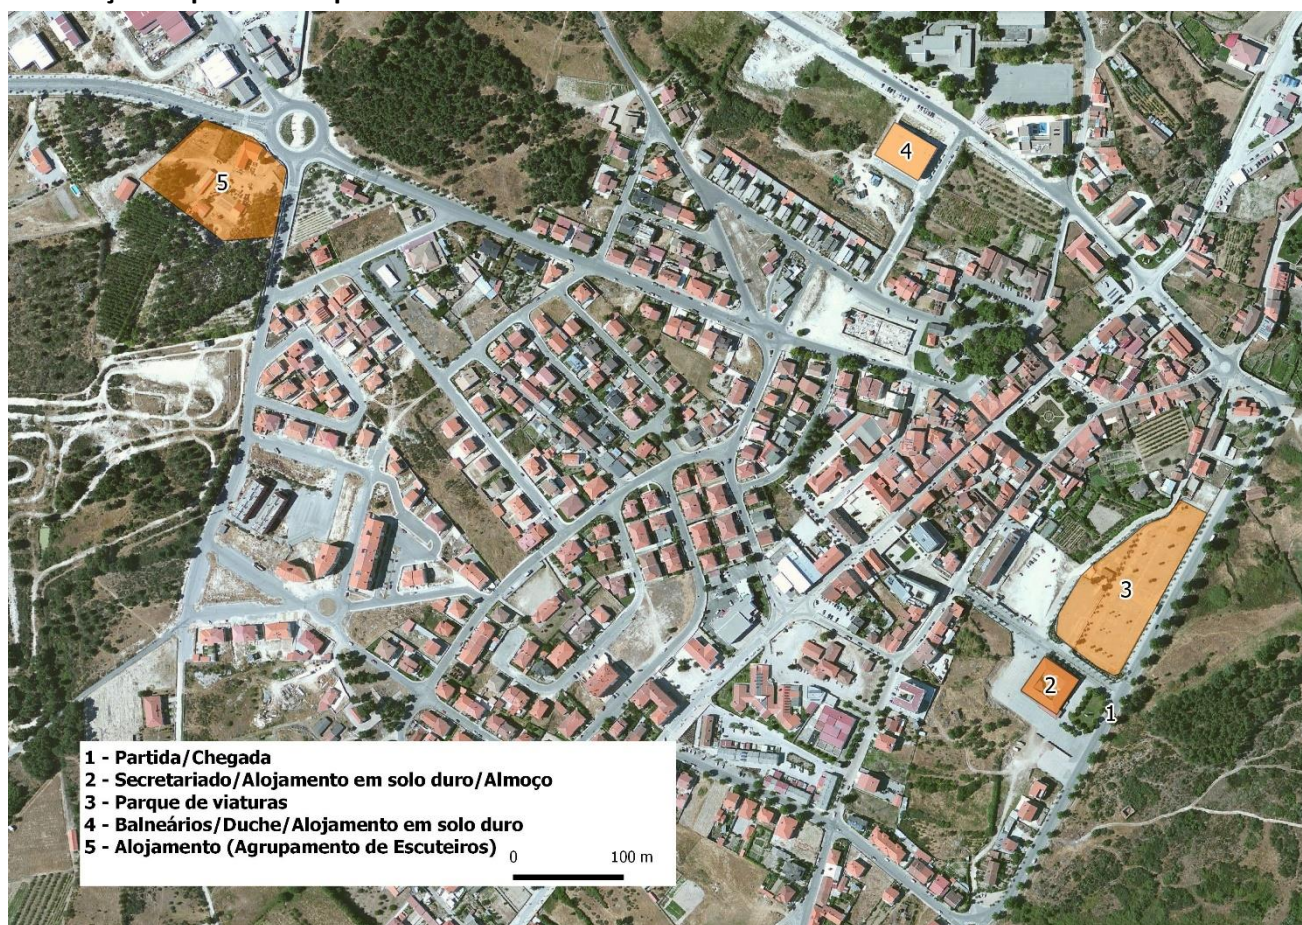 5
4
3
2
1
1 - Partida/Chegada
2 - Secretariado/Alojamento em solo duro/Almoço
3 - Parque de viaturas
4 - Balneários/Duche/Alojamento em solo duro
5 - Alojamento (Agrupamento de Escuteiros)
0 100 m